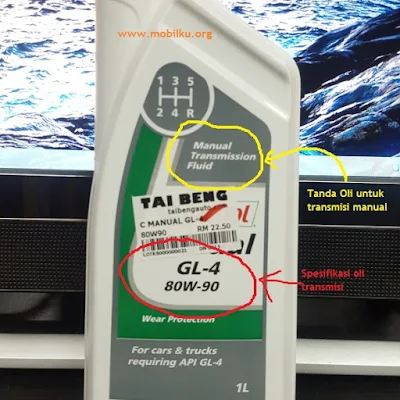 www.mobilku.org
1 3 5
2 4 R
Manual
Transmission
Fluid
Tanda Oli untuk
transmisi manual
TAI BENG
taibengauto
C MANUAL GL-4
80W90
RM 22.50
GL-4
80W-90
Spesifikasi oli
transmisi
Wear Protection
For cars & trucks
requiring API GL-4
1L